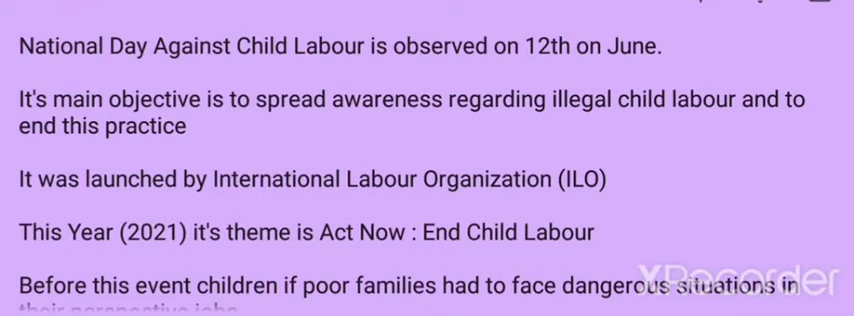 National Day Against Child Labour is observed on 12th on June.
It's main objective is to spread awareness regarding illegal child labour and to
end this practice
It was launched by International Labour Organization (ILO)
This Year (2021) it's theme is Act Now : End Child Labour
Before this event children if poor families had to face dangerous situations in
their perspective jobs
XRecorder